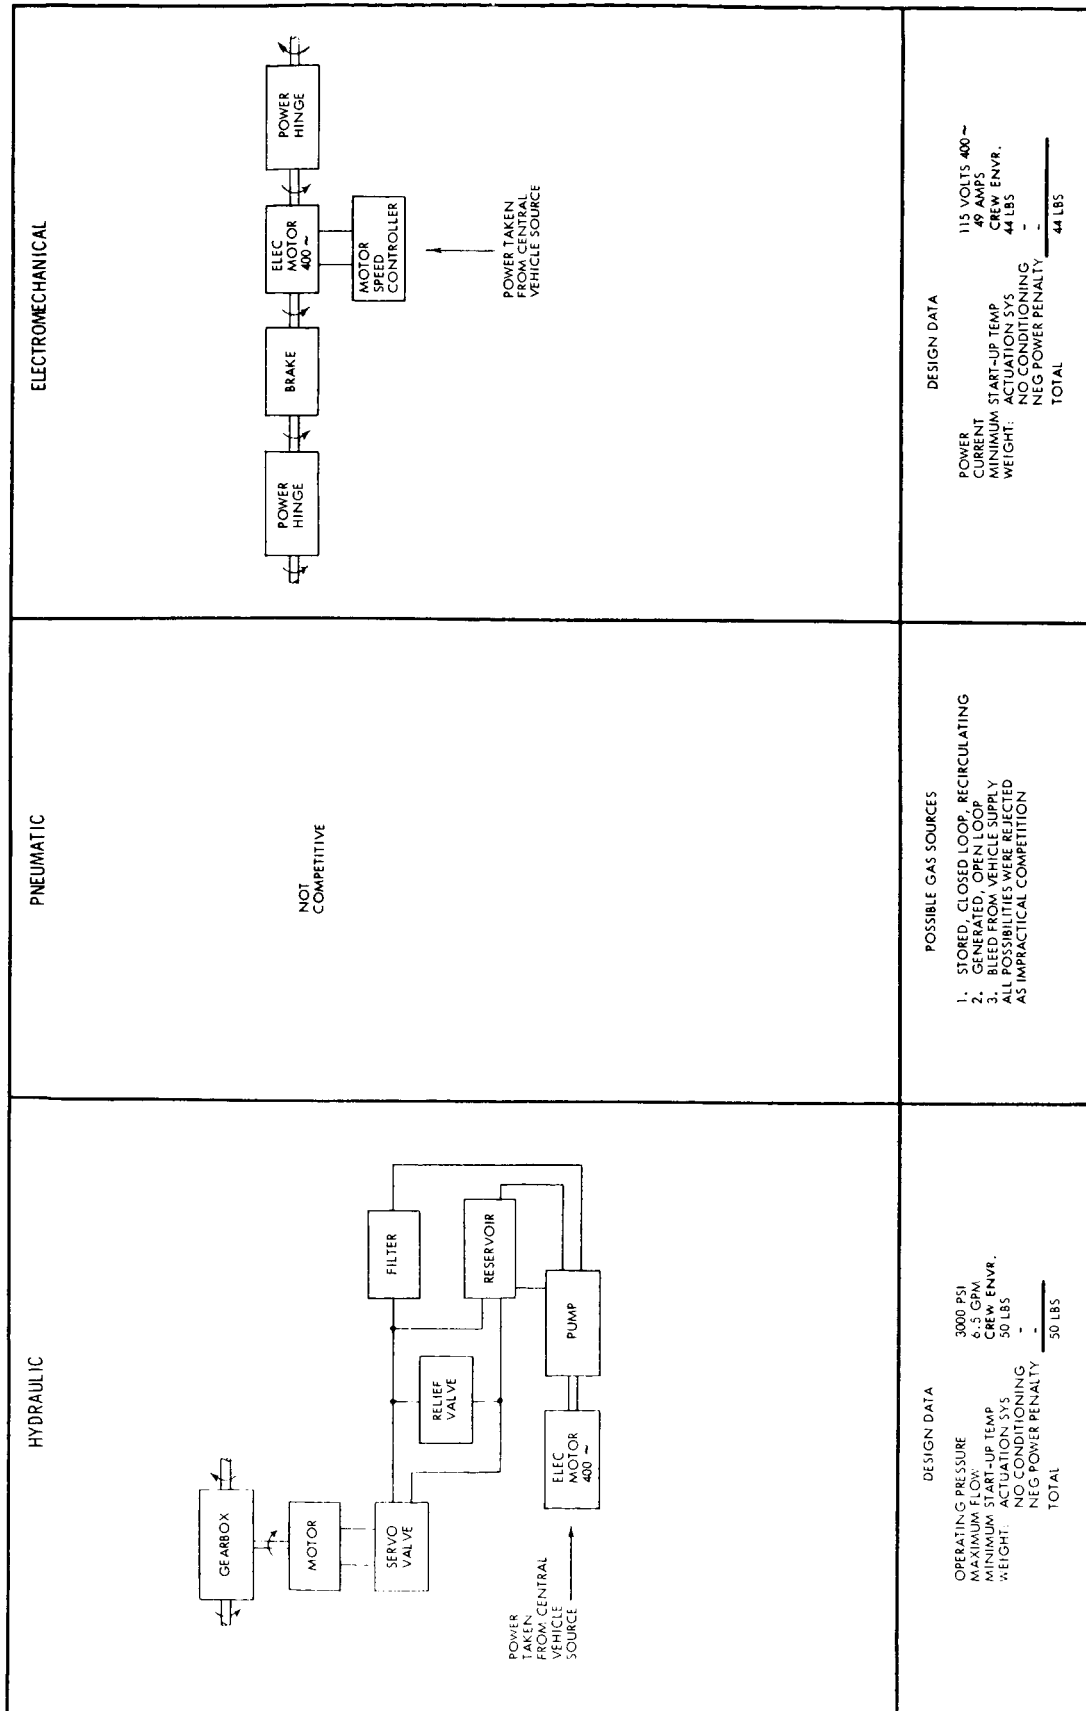 HYDRAULIC
GEARBOX
MOTOR
SERVO
VALVE
RELIEF
VALVE
FILTER
RESERVOIR
PUMP
ELEC
MOTOR
400 ~
POWER
TAKEN
FROM CENTRAL
VEHICLE
SOURCE
DESIGN DATA
OPERATING PRESSURE 3000 PSI
MAXIMUM FLOW 6.5 GPM
MINIMUM START-UP TEMP CREW ENVR.
WEIGHT: ACTUATION SYS 50 LBS
NO CONDITIONING -
NEG POWER PENALTY -
TOTAL 50 LBS
PNEUMATIC
NOT
COMPETITIVE
POSSIBLE GAS SOURCES
1. STORED, CLOSED LOOP, RECIRCULATING
2. GENERATED, OPEN LOOP
3. BLEED FROM VEHICLE SUPPLY
ALL POSSIBILITIES WERE REJECTED
AS IMPRACTICAL COMPETITION
ELECTROMECHANICAL
POWER
HINGE
BRAKE
ELEC
MOTOR
400 ~
POWER
HINGE
MOTOR
SPEED
CONTROLLER
POWER TAKEN
FROM CENTRAL
VEHICLE SOURCE
DESIGN DATA
POWER 115 VOLTS 400~
CURRENT 49 AMPS
MINIMUM START-UP TEMP CREW ENVR.
WEIGHT: ACTUATION SYS 44 LBS
NO CONDITIONING -
NEG POWER PENALTY -
TOTAL 44 LBS